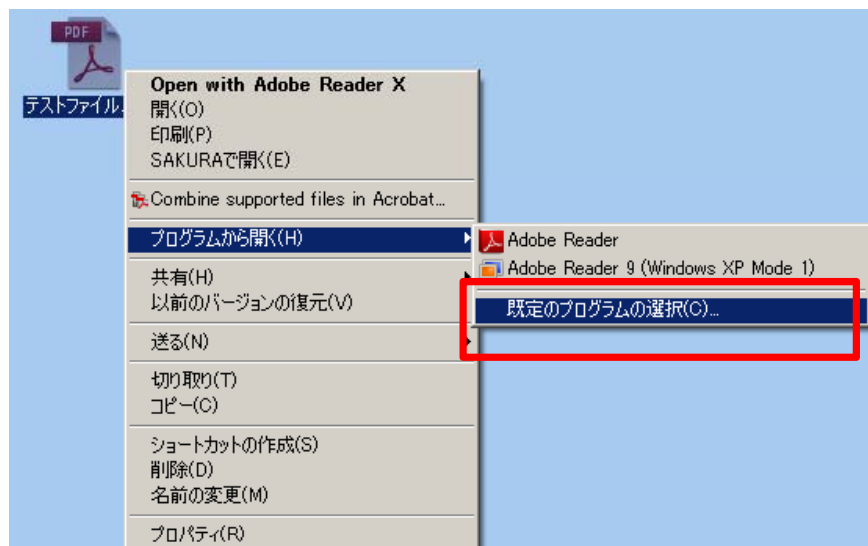 PDF
テストファイル.
Open with Adobe Reader X
開く(O)
印刷(P)
SAKURAで開く(E)
Combine supported files in Acrobat...
プログラムから開く(H)
共有(H)
以前のバージョンの復元(V)
送る(N)
切り取り(T)
コピー(C)
ショートカットの作成(S)
削除(D)
名前の変更(M)
プロパティ(R)
Adobe Reader
Adobe Reader 9 (Windows XP Mode 1)
既定のプログラムの選択(C)...